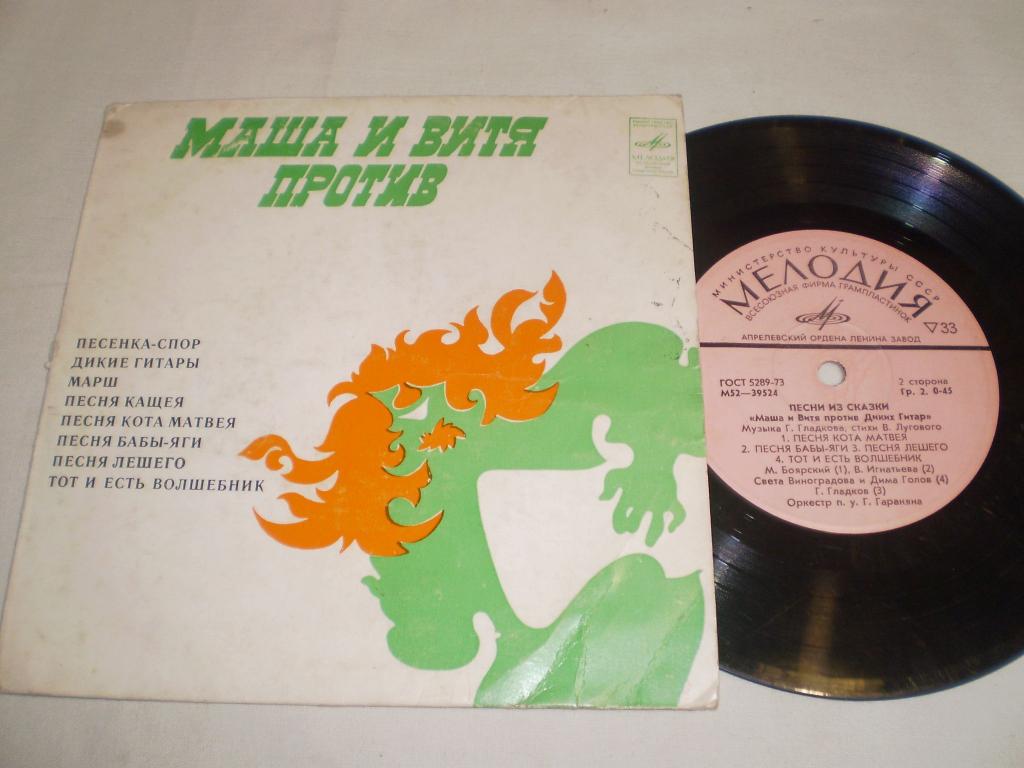 МАША И ВИТЯ
ПРОТИВ
МЕЛОДИЯ
ПЕСЕНКА-СПОР
ДИКИЕ ГИТАРЫ
МАРШ
ПЕСНЯ КАЩЕЯ
ПЕСНЯ КОТА МАТВЕЯ
ПЕСНЯ БАБЫ-ЯГИ
ПЕСНЯ ЛЕШЕГО
ТОТ И ЕСТЬ ВОЛШЕБНИК
МИНИСТЕРСТВО КУЛЬТУРЫ СССР
МЕЛОДИЯ
ВСЕСОЮЗНАЯ ФИРМА ГРАМПЛАСТИНОК
▽33
АПРЕЛЕВСКИЙ ОРДЕНА ЛЕНИНА ЗАВОД
ГОСТ 5289-73 2 сторона
М52—39524 Гр. 2. 0-45
ПЕСНИ ИЗ СКАЗКИ
«Маша и Витя против Диких Гитар»
Музыка Г. Гладкова, стихи В. Лугового
1. ПЕСНЯ КОТА МАТВЕЯ
2. ПЕСНЯ БАБЫ-ЯГИ 3. ПЕСНЯ ЛЕШЕГО
4. ТОТ И ЕСТЬ ВОЛШЕБНИК
М. Боярский (1), В. Игнатьева (2)
Света Виноградова и Дима Голов (4)
Г. Гладков (3)
Оркестр п. у. Г. Гараняна